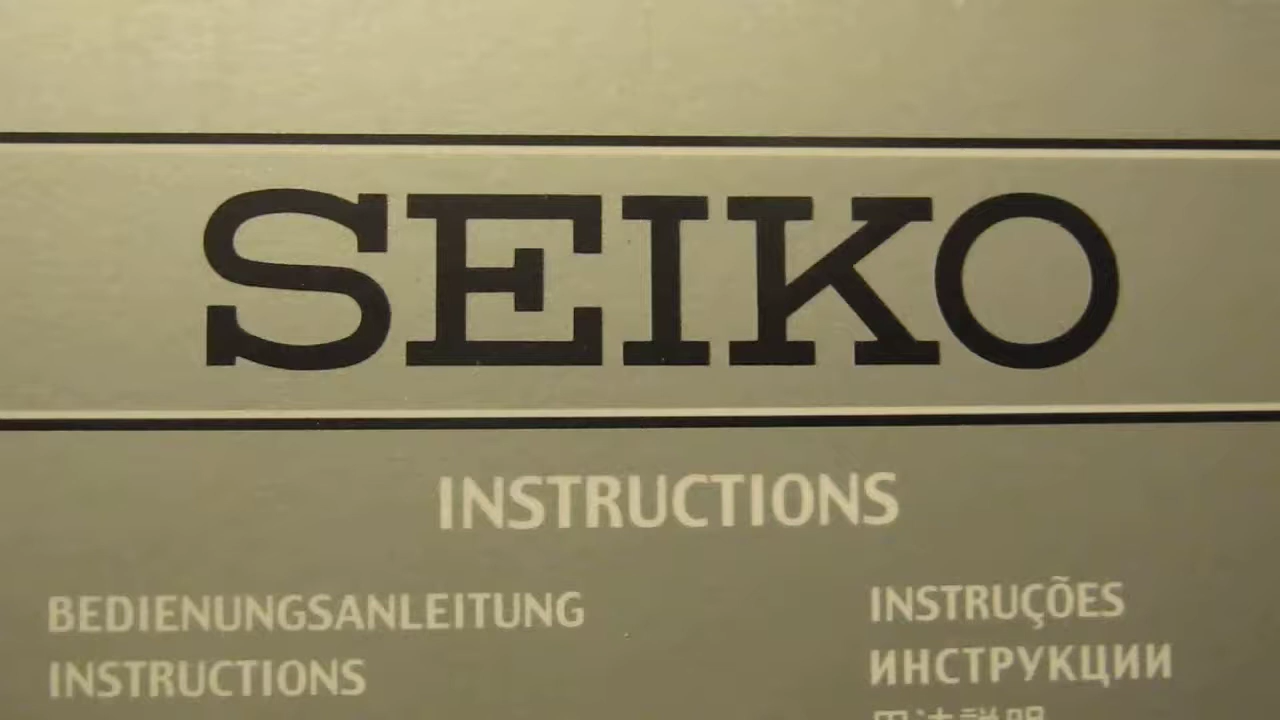 SEIKO
INSTRUCTIONS
BEDIENUNGSANLEITUNG
INSTRUCTIONS
INSTRUÇÕES
ИНСТРУКЦИИ